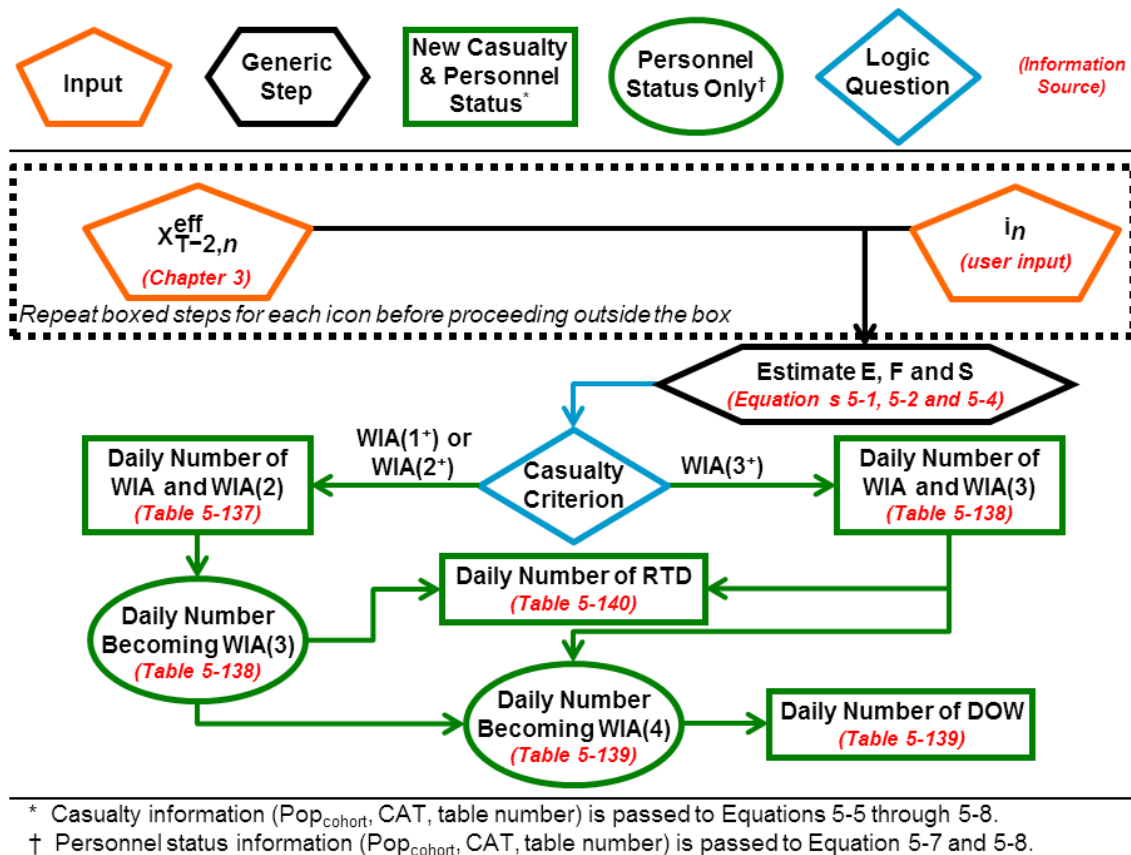 Input
Generic
Step
New Casualty
& Personnel
Status*
Personnel
Status Only†
Logic
Question
(Information
Source)
X^eff_T−2,n
(Chapter 3)
i_n
(user input)
Repeat boxed steps for each icon before proceeding outside the box
Estimate E, F and S
(Equation s 5-1, 5-2 and 5-4)
WIA(1⁺) or
WIA(2⁺)
Casualty
Criterion
WIA(3⁺)
Daily Number of
WIA and WIA(2)
(Table 5-137)
Daily Number of
WIA and WIA(3)
(Table 5-138)
Daily Number of RTD
(Table 5-140)
Daily Number
Becoming WIA(3)
(Table 5-138)
Daily Number
Becoming WIA(4)
(Table 5-139)
Daily Number of DOW
(Table 5-139)
* Casualty information (Pop_cohort, CAT, table number) is passed to Equations 5-5 through 5-8.
† Personnel status information (Pop_cohort, CAT, table number) is passed to Equation 5-7 and 5-8.